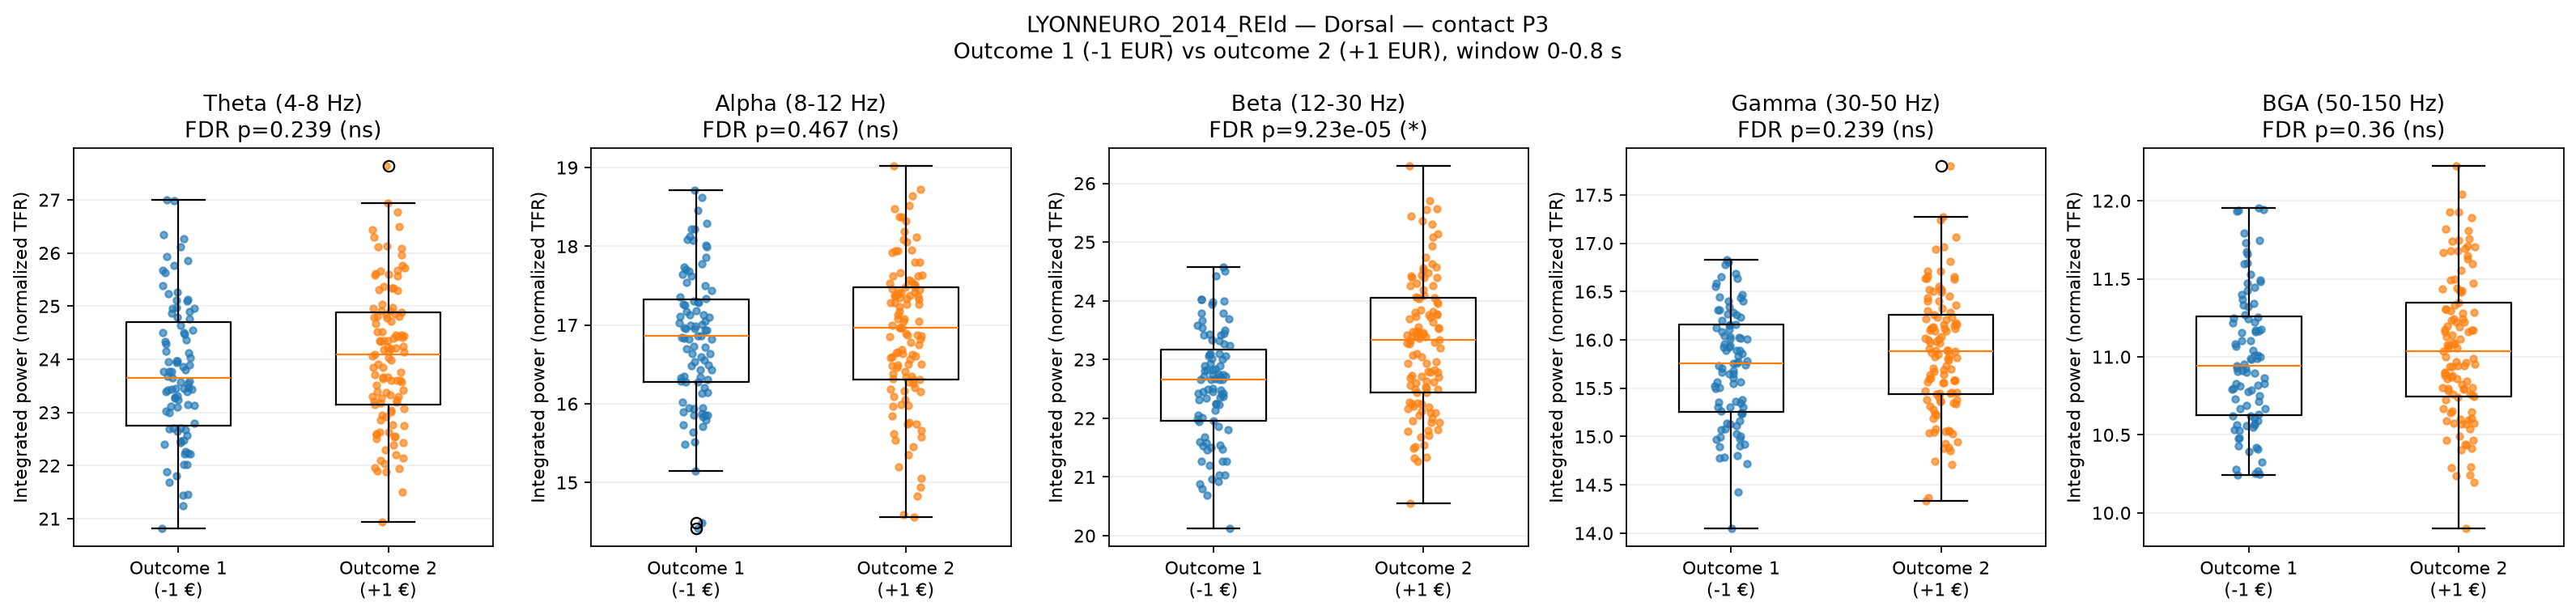 LYONNEURO_2014_REId — Dorsal — contact P3
Outcome 1 (-1 EUR) vs outcome 2 (+1 EUR), window 0-0.8 s
Theta (4-8 Hz)
FDR p=0.239 (ns)
Integrated power (normalized TFR)
27
26
25
24
23
22
21
Outcome 1
(-1 €)
Outcome 2
(+1 €)
Alpha (8-12 Hz)
FDR p=0.467 (ns)
Integrated power (normalized TFR)
19
18
17
16
15
Outcome 1
(-1 €)
Outcome 2
(+1 €)
Beta (12-30 Hz)
FDR p=9.23e-05 (*)
Integrated power (normalized TFR)
26
25
24
23
22
21
20
Outcome 1
(-1 €)
Outcome 2
(+1 €)
Gamma (30-50 Hz)
FDR p=0.239 (ns)
Integrated power (normalized TFR)
17.5
17.0
16.5
16.0
15.5
15.0
14.5
14.0
Outcome 1
(-1 €)
Outcome 2
(+1 €)
BGA (50-150 Hz)
FDR p=0.36 (ns)
Integrated power (normalized TFR)
12.0
11.5
11.0
10.5
10.0
Outcome 1
(-1 €)
Outcome 2
(+1 €)